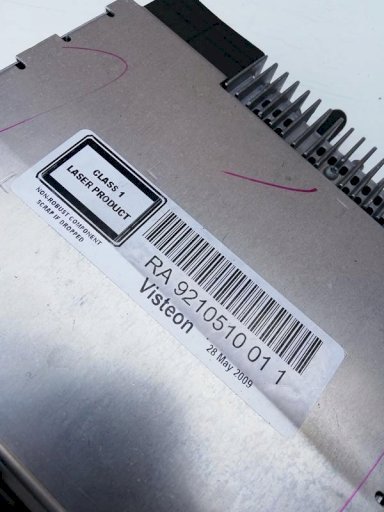 CLASS 1
LASER PRODUCT
NON-ROBUST COMPONENT
SCRAP IF DROPPED
RA 9210510 01 1
Visteon
28 May 2009